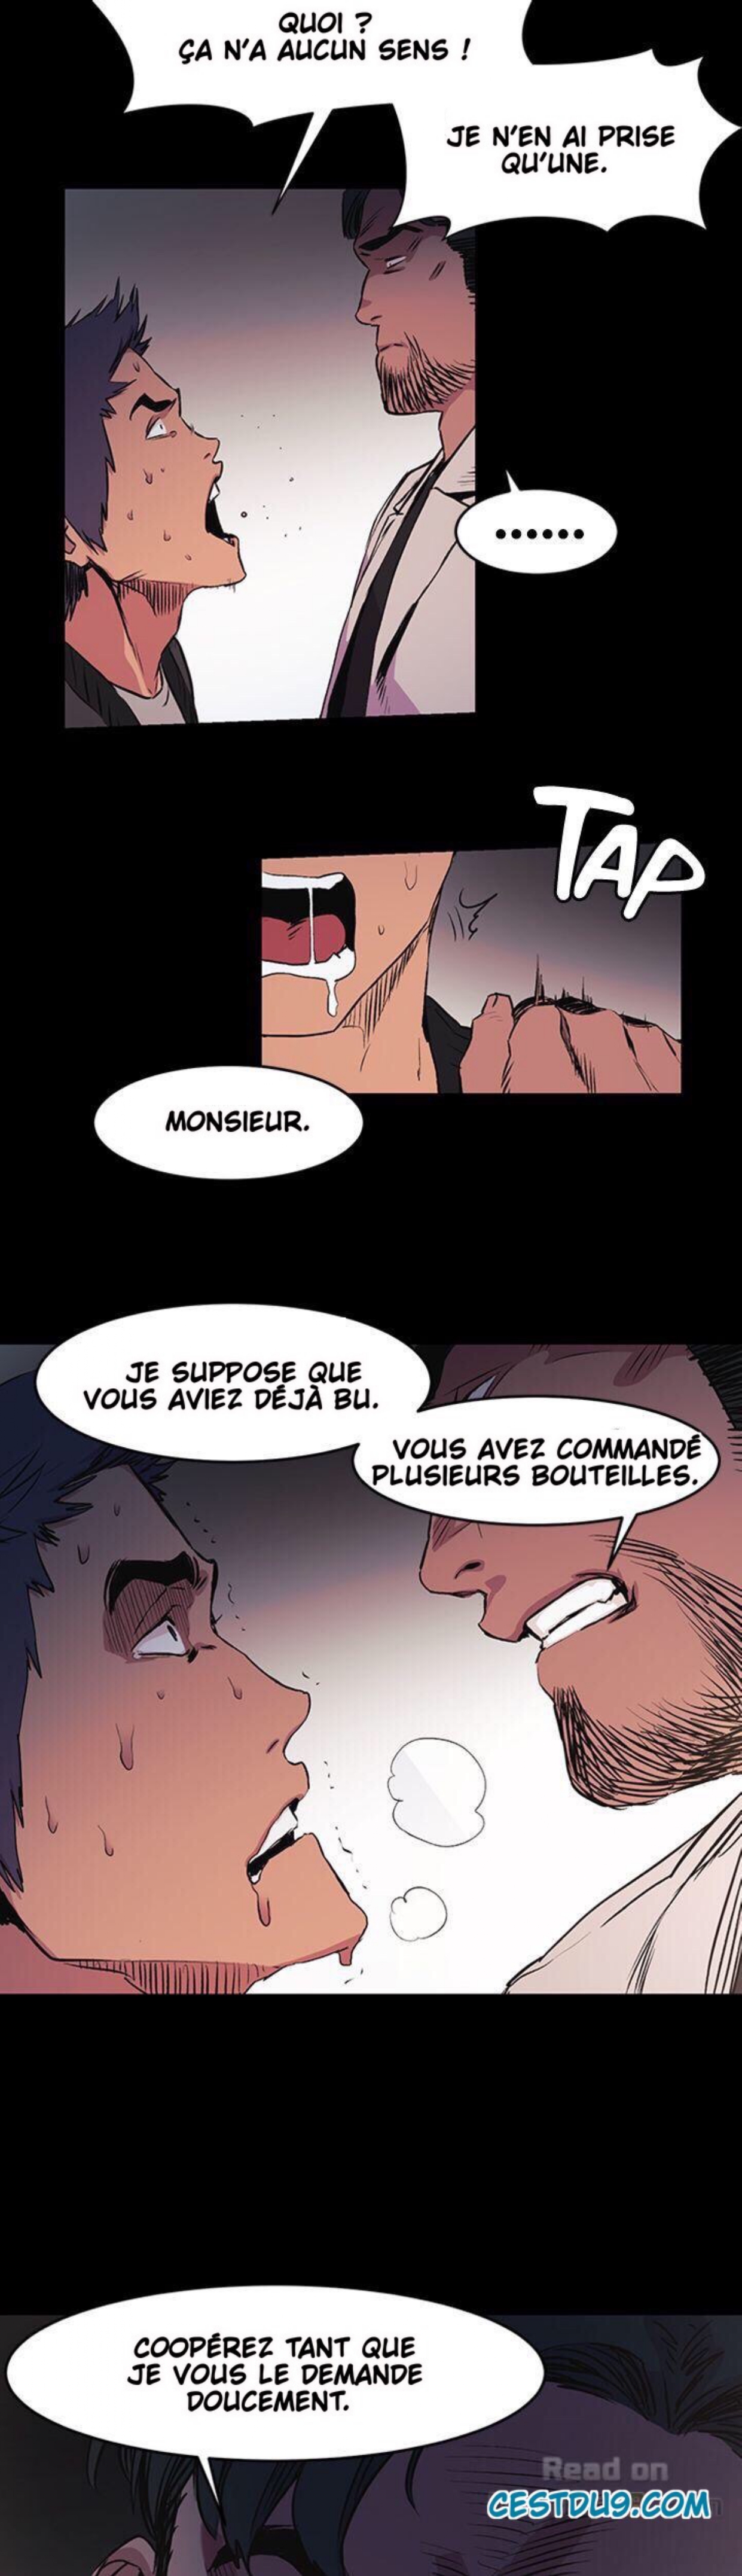 QUOI ?
ÇA N'A AUCUN SENS !
JE N'EN AI PRISE
QU'UNE.
......
TAP
MONSIEUR.
JE SUPPOSE QUE
VOUS AVIEZ DÉJÀ BU.
VOUS AVEZ COMMANDÉ
PLUSIEURS BOUTEILLES.
COOPÉREZ TANT QUE
JE VOUS LE DEMANDE
DOUCEMENT.
Read on
CESTDU9.COM